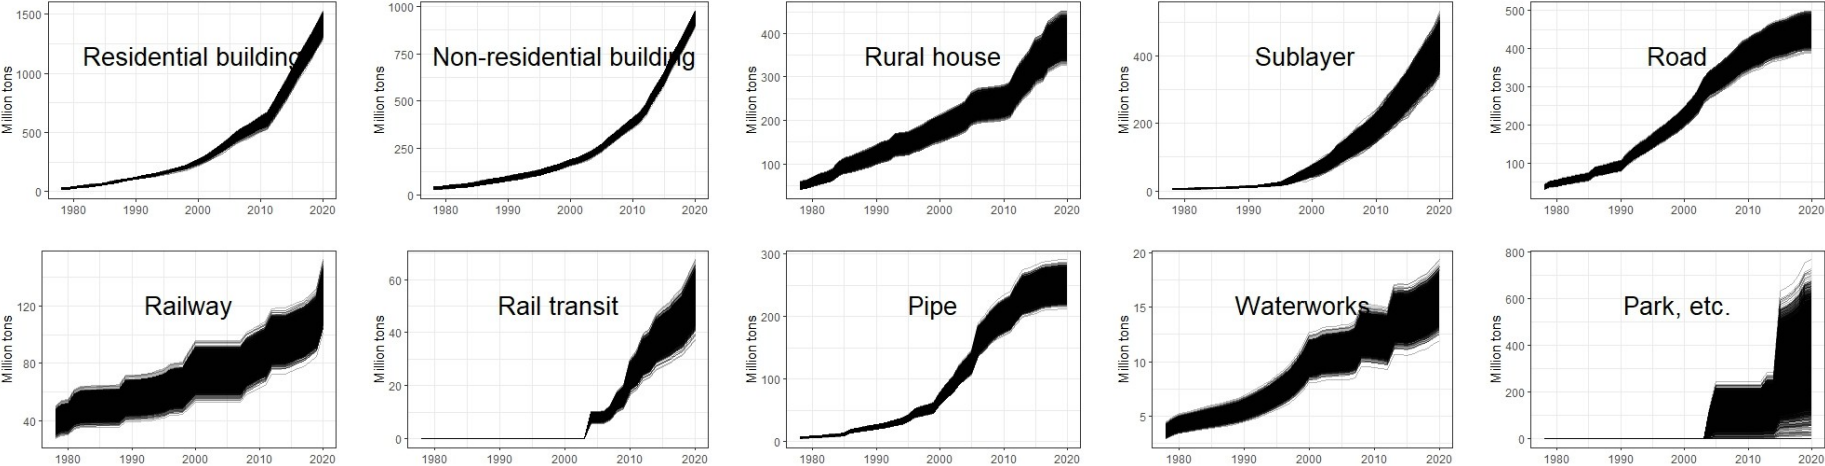 Residential building
Million tons
1500
1000
500
0
1980 1990 2000 2010 2020
Non-residential building
Million tons
1000
750
500
250
0
1980 1990 2000 2010 2020
Rural house
Million tons
400
300
200
100
1980 1990 2000 2010 2020
Sublayer
Million tons
400
200
0
1980 1990 2000 2010 2020
Road
Million tons
500
400
300
200
100
1980 1990 2000 2010 2020
Railway
Million tons
120
80
40
1980 1990 2000 2010 2020
Rail transit
Million tons
60
40
20
0
1980 1990 2000 2010 2020
Pipe
Million tons
300
200
100
0
1980 1990 2000 2010 2020
Waterworks
Million tons
20
15
10
5
1980 1990 2000 2010 2020
Park, etc.
Million tons
800
600
400
200
0
1980 1990 2000 2010 2020